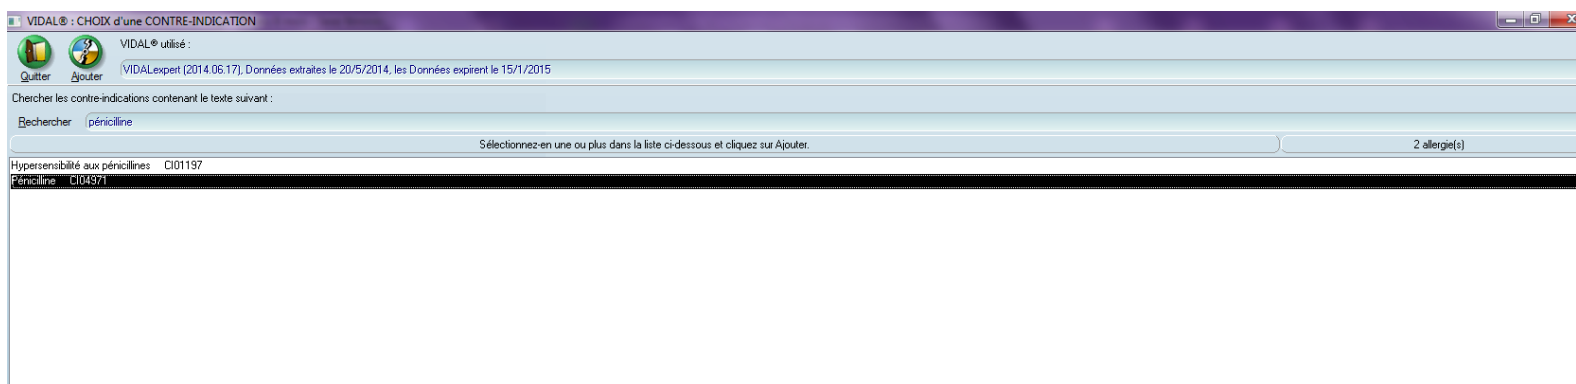 VIDAL® : CHOIX d'une CONTRE-INDICATION
Quitter
Ajouter
VIDAL® utilisé :
VIDALexpert (2014.06.17), Données extraites le 20/5/2014, les Données expirent le 15/1/2015
Chercher les contre-indications contenant le texte suivant :
Rechercher pénicilline
Sélectionnez-en une ou plus dans la liste ci-dessous et cliquez sur Ajouter. 2 allergie(s)
Hypersensibilité aux pénicillines CI01197
Pénicilline CI04971